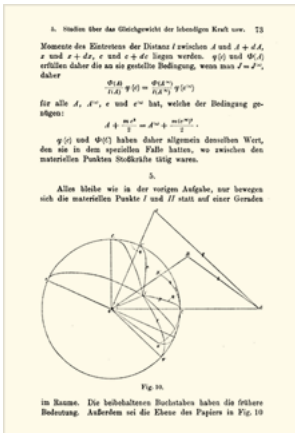 5. Studien über das Gleichgewicht der lebendigen Kraft usw. 73
Momente des Eintretens der Distanz l zwischen A und A + dA,
x und x + dx, c und c + dc liegen werden. φ(c) und Φ(A)
erfüllen daher die an sie gestellte Bedingung, wenn man J = J⁽ⁿ⁾,
daher
Φ(A)/l(A) · φ(c) = Φ(A⁽ⁿ⁾)/l(A⁽ⁿ⁾) · φ(c⁽ⁿ⁾)
für alle A, A⁽ⁿ⁾, c und c⁽ⁿ⁾ hat, welche der Bedingung ge-
nügen:
A + m c²/2 = A⁽ⁿ⁾ + m(c⁽ⁿ⁾)²/2 .
φ(c) und Φ(C) haben daher allgemein denselben Wert,
den sie in dem speziellen Falle hatten, wo zwischen den
materiellen Punkten Stoßkräfte tätig waren.
5.
Alles bleibe wie in der vorigen Aufgabe, nur bewegen
sich die materiellen Punkte I und II statt auf einer Geraden
Fig. 10.
im Raume. Die beibehaltenen Buchstaben haben die frühere
Bedeutung. Außerdem sei die Ebene des Papiers in Fig. 10